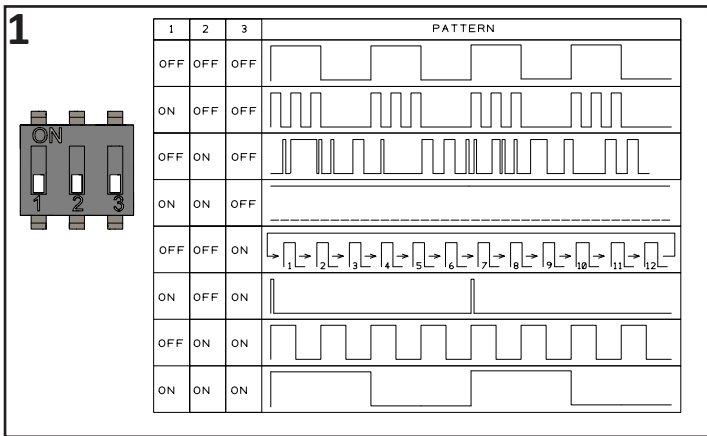 1
1 2 3 PATTERN
OFF OFF OFF
ON OFF OFF
ON
1 2 3
OFF ON OFF
ON ON OFF
OFF OFF ON 1 2 3 4 5 6 7 8 9 10 11 12
ON OFF ON
OFF ON ON
ON ON ON